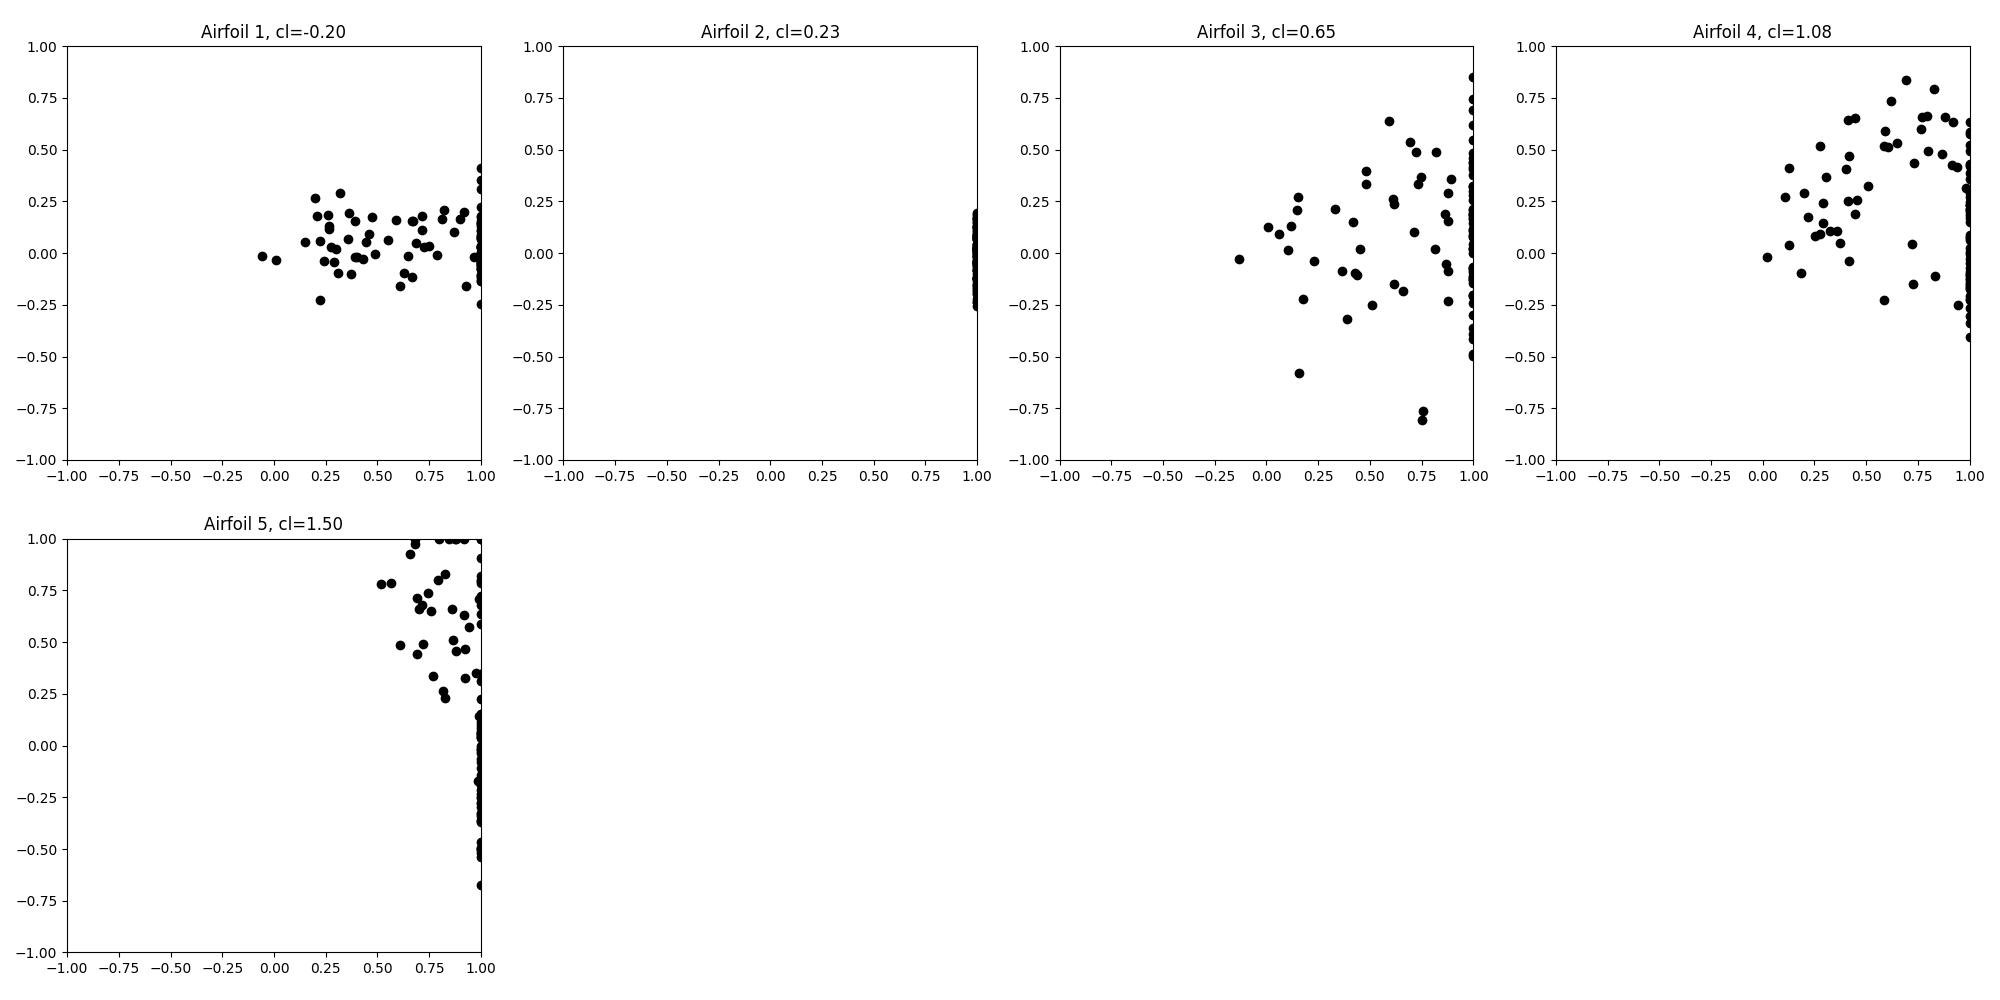 Airfoil 1, cl=-0.20
Airfoil 2, cl=0.23
Airfoil 3, cl=0.65
Airfoil 4, cl=1.08
1.00 1.00 1.00 1.00
0.75 0.75 0.75 0.75
0.50 0.50 0.50 0.50
0.25 0.25 0.25 0.25
0.00 0.00 0.00 0.00
−0.25 −0.25 −0.25 −0.25
−0.50 −0.50 −0.50 −0.50
−0.75 −0.75 −0.75 −0.75
−1.00 −1.00 −1.00 −1.00
−1.00 −0.75 −0.50 −0.25 0.00 0.25 0.50 0.75 1.00
−1.00 −0.75 −0.50 −0.25 0.00 0.25 0.50 0.75 1.00
−1.00 −0.75 −0.50 −0.25 0.00 0.25 0.50 0.75 1.00
−1.00 −0.75 −0.50 −0.25 0.00 0.25 0.50 0.75 1.00
Airfoil 5, cl=1.50
1.00
0.75
0.50
0.25
0.00
−0.25
−0.50
−0.75
−1.00
−1.00 −0.75 −0.50 −0.25 0.00 0.25 0.50 0.75 1.00